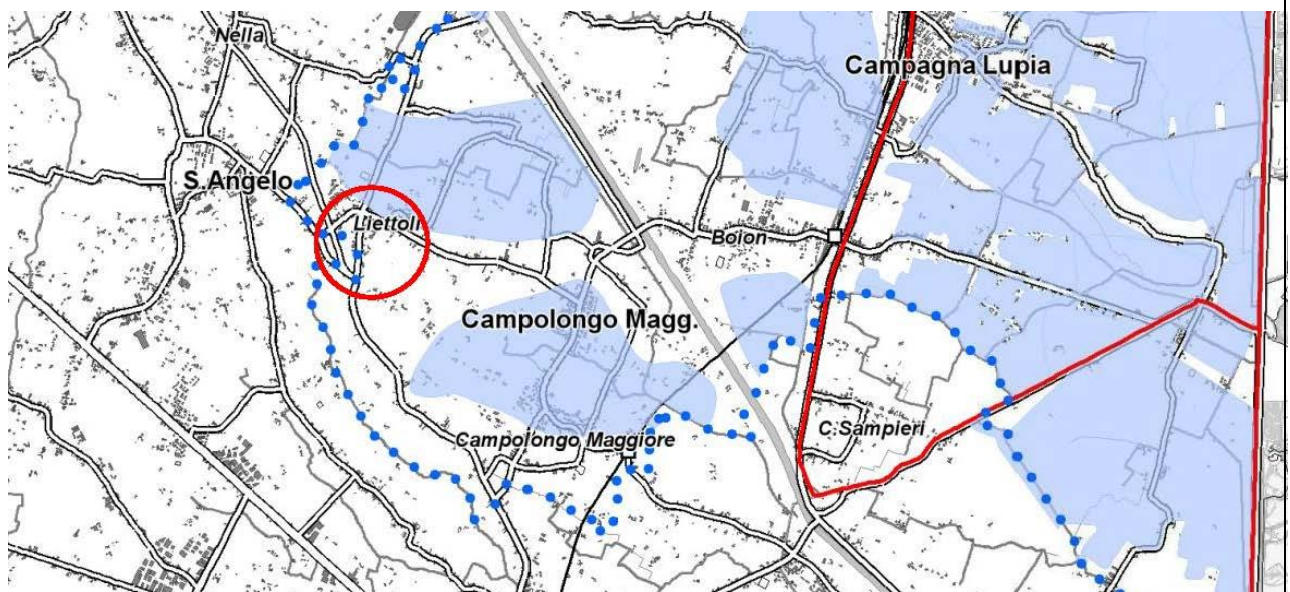 Nella
Campagna Lupia
S.Angelo
Liettoli
Boion
Campolongo Magg.
C.Sampieri
Campolongo Maggiore